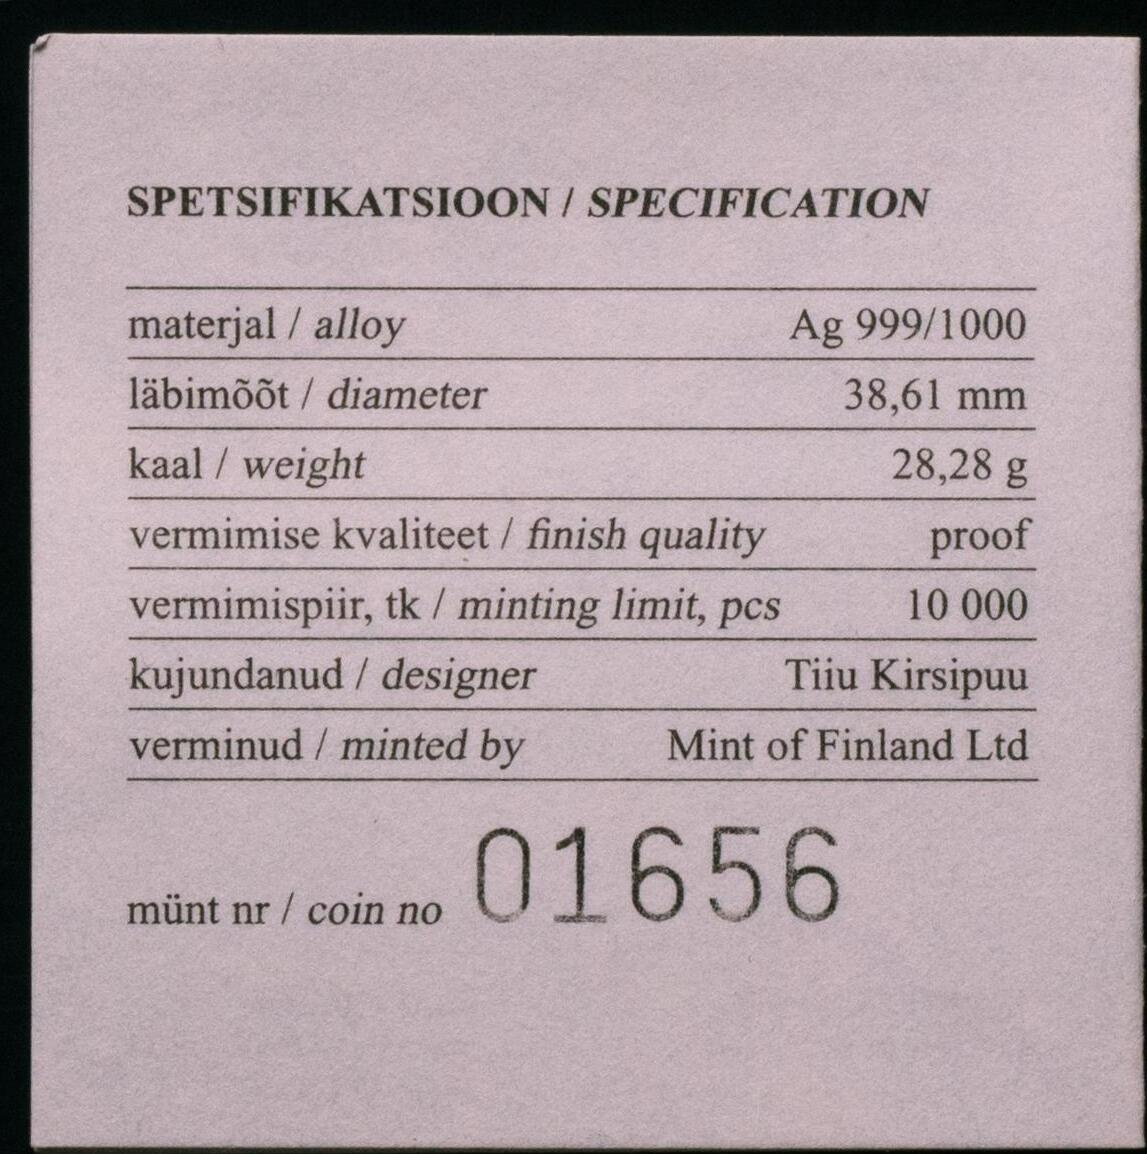 SPETSIFIKATSIOON / SPECIFICATION
materjal / alloy Ag 999/1000
läbimõõt / diameter 38,61 mm
kaal / weight 28,28 g
vermimise kvaliteet / finish quality proof
vermimispiir, tk / minting limit, pcs 10 000
kujundanud / designer Tiiu Kirsipuu
verminud / minted by Mint of Finland Ltd
münt nr / coin no 01656